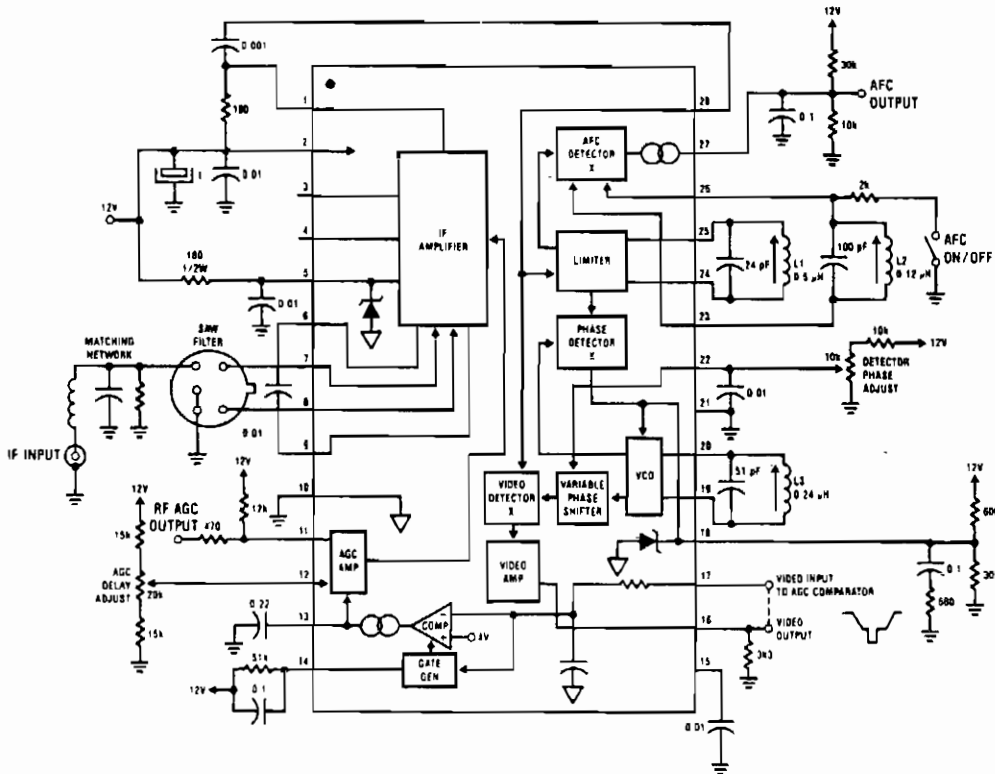 12V
0.001
30k
1
28
AFC
OUTPUT
180
0.1
10k
AFC
DETECTOR
X
27
2
0.01
26
2k
3
12V
IF
AMPLIFIER
4
25
LIMITER
24 pF
L1
0.5 μH
100 pF
L2
0.12 μH
AFC
ON/OFF
180
1/2W
5
24
0.01
6
23
PHASE
DETECTOR
X
MATCHING
NETWORK
SAW
FILTER
7
22
10k
12V
10k
DETECTOR
PHASE
ADJUST
8
0.01
21
0.01
9
20
IF INPUT
12V
VIDEO
DETECTOR
X
VARIABLE
PHASE
SHIFTER
VCO
51 pF
L3
0.24 μH
19
12V
10
12V
RF AGC
OUTPUT
470
12k
11
18
15k
AGC
AMP
VIDEO
AMP
0.1
AGC
DELAY
ADJUST
20k
12
17
VIDEO INPUT
TO AGC COMPARATOR
680
0.22
13
COMP
4V
16
VIDEO
OUTPUT
15k
14
GATE
GEN
15
3k3
51k
12V
0.1
0.01